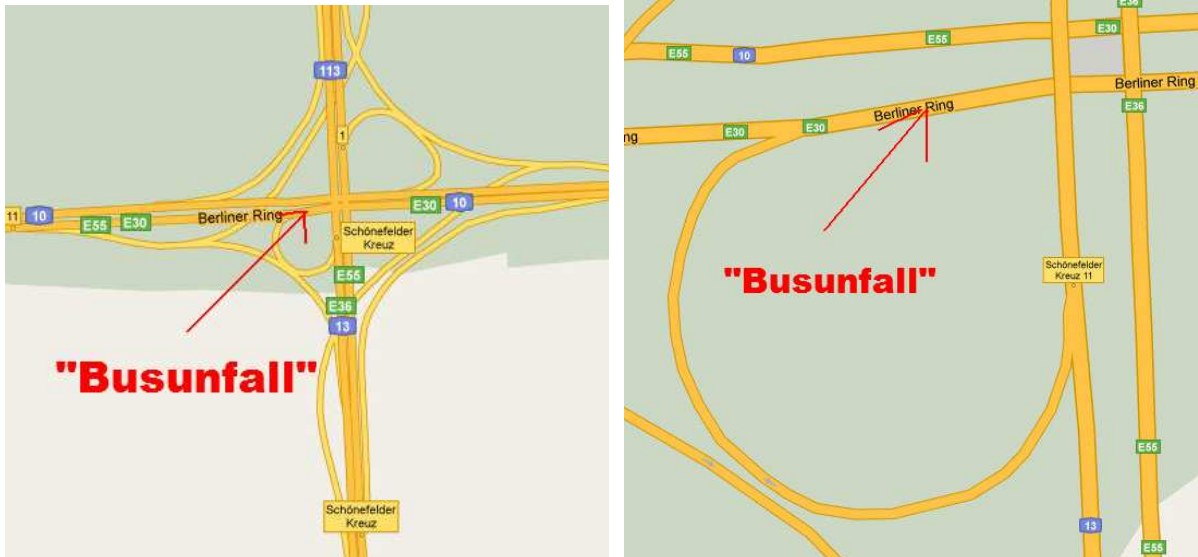 113
1
11
10
E55
E30
Berliner Ring
E30
10
Schönefelder
Kreuz
E55
E36
13
"Busunfall"
Schönefelder
Kreuz
E36
E55
10
E55
E30
Berliner Ring
Berliner Ring
E36
ng
E30
E30
Schönefelder
Kreuz 11
"Busunfall"
E55
13
E55